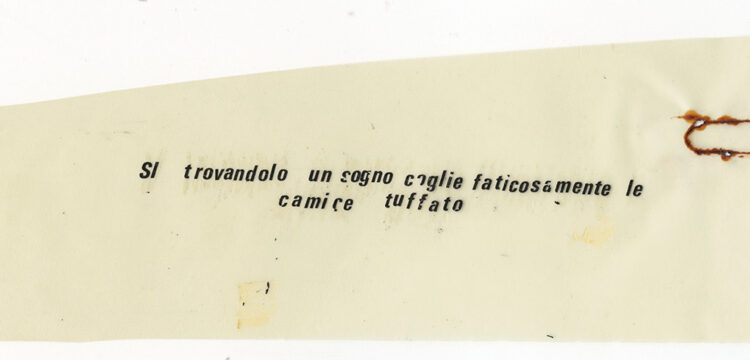 SI trovandolo un sogno coglie faticosamente le
camice tuffato